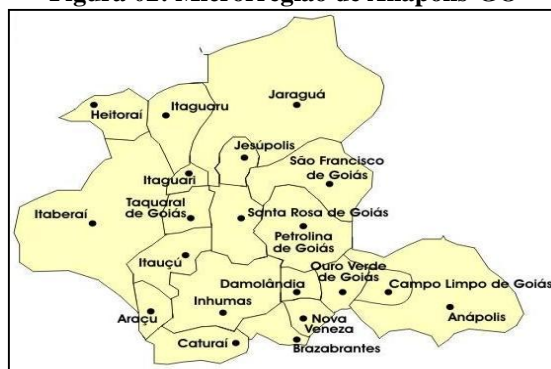 Figura 02: Microrregião de Anápolis-GO
Jaraguá
Heitoraí
Itaguaru
Jesúpolis
São Francisco
de Goiás
Itaguari
Taquaral
de Goiás
Itaberaí
Santa Rosa de Goiás
Petrolina
de Goiás
Itauçú
Ouro Verde
de Goiás
Damolândia
Campo Limpo de Goiás
Inhumas
Anápolis
Araçu
Nova
Veneza
Caturaí
Brazabrantes